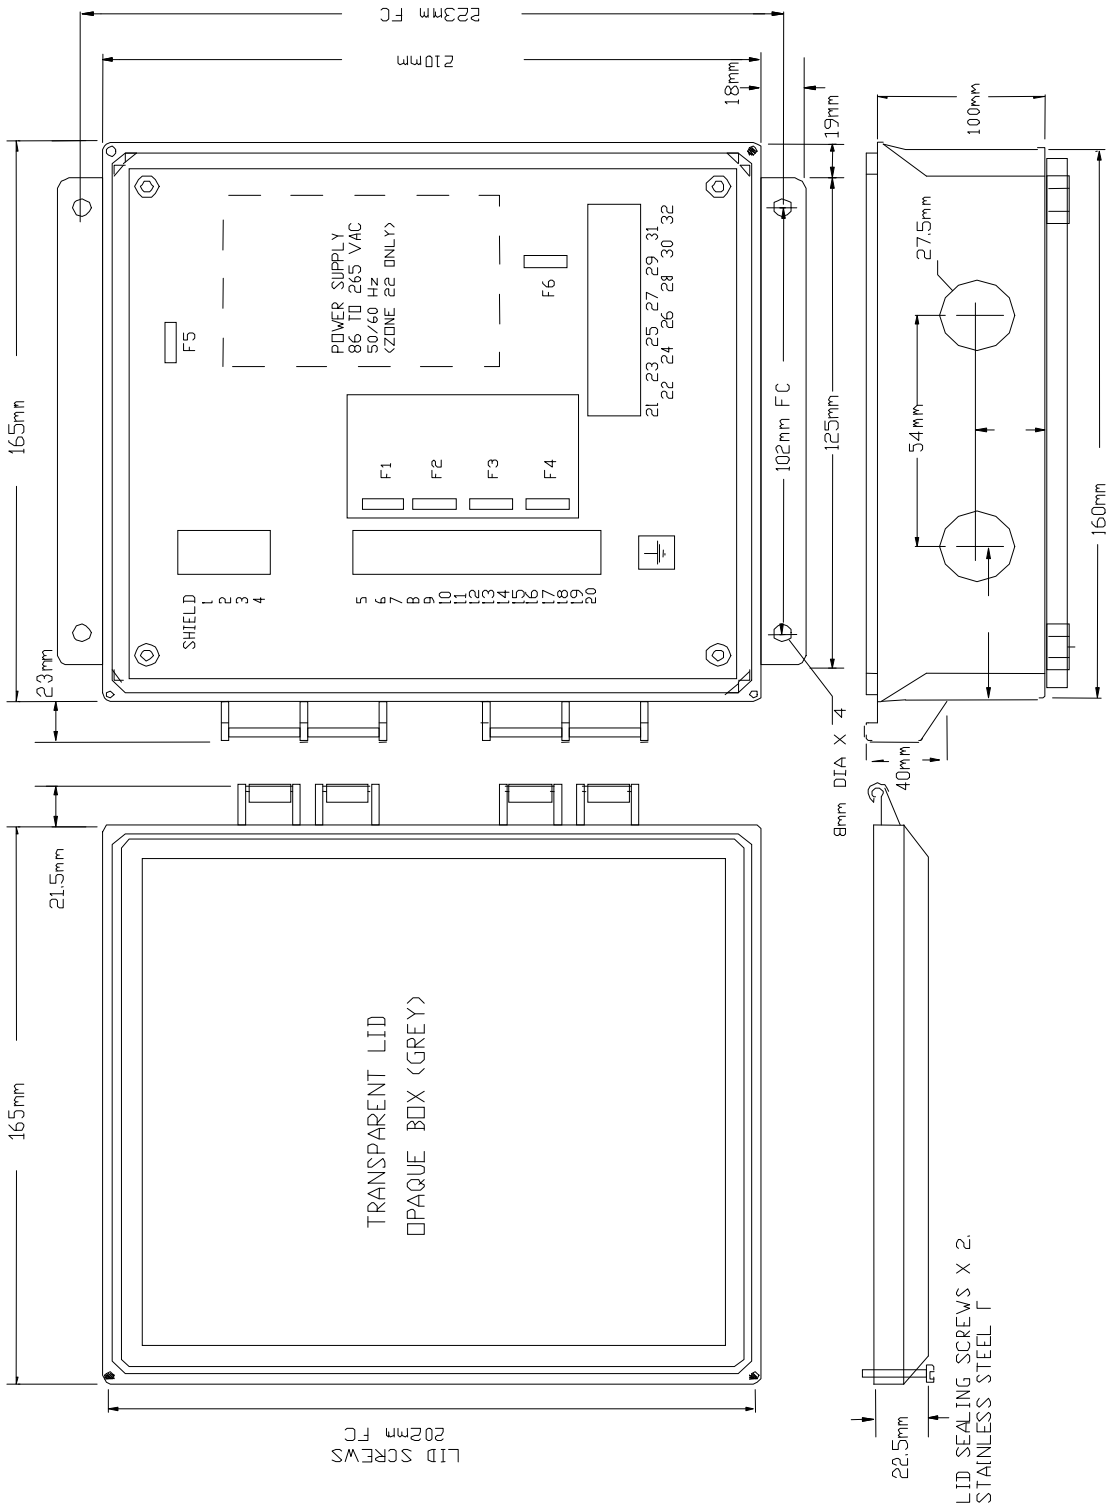 223mm FC
210mm
18mm
19mm
165mm
23mm
F5
POWER SUPPLY
86 TO 265 VAC
50/60 Hz
(ZONE 22 ONLY)
F6
21 23 25 27 29 31
22 24 26 28 30 32
F1
F2
F3
F4
SHIELD
1
2
3
4
5
6
7
8
9
10
11
12
13
14
15
16
17
18
19
20
102mm FC
125mm
8mm DIA X 4
100mm
27.5mm
54mm
160mm
40mm
21.5mm
165mm
TRANSPARENT LID
OPAQUE BOX (GREY)
LID SCREWS
202mm FC
22.5mm
LID SEALING SCREWS X 2.
STAINLESS STEEL